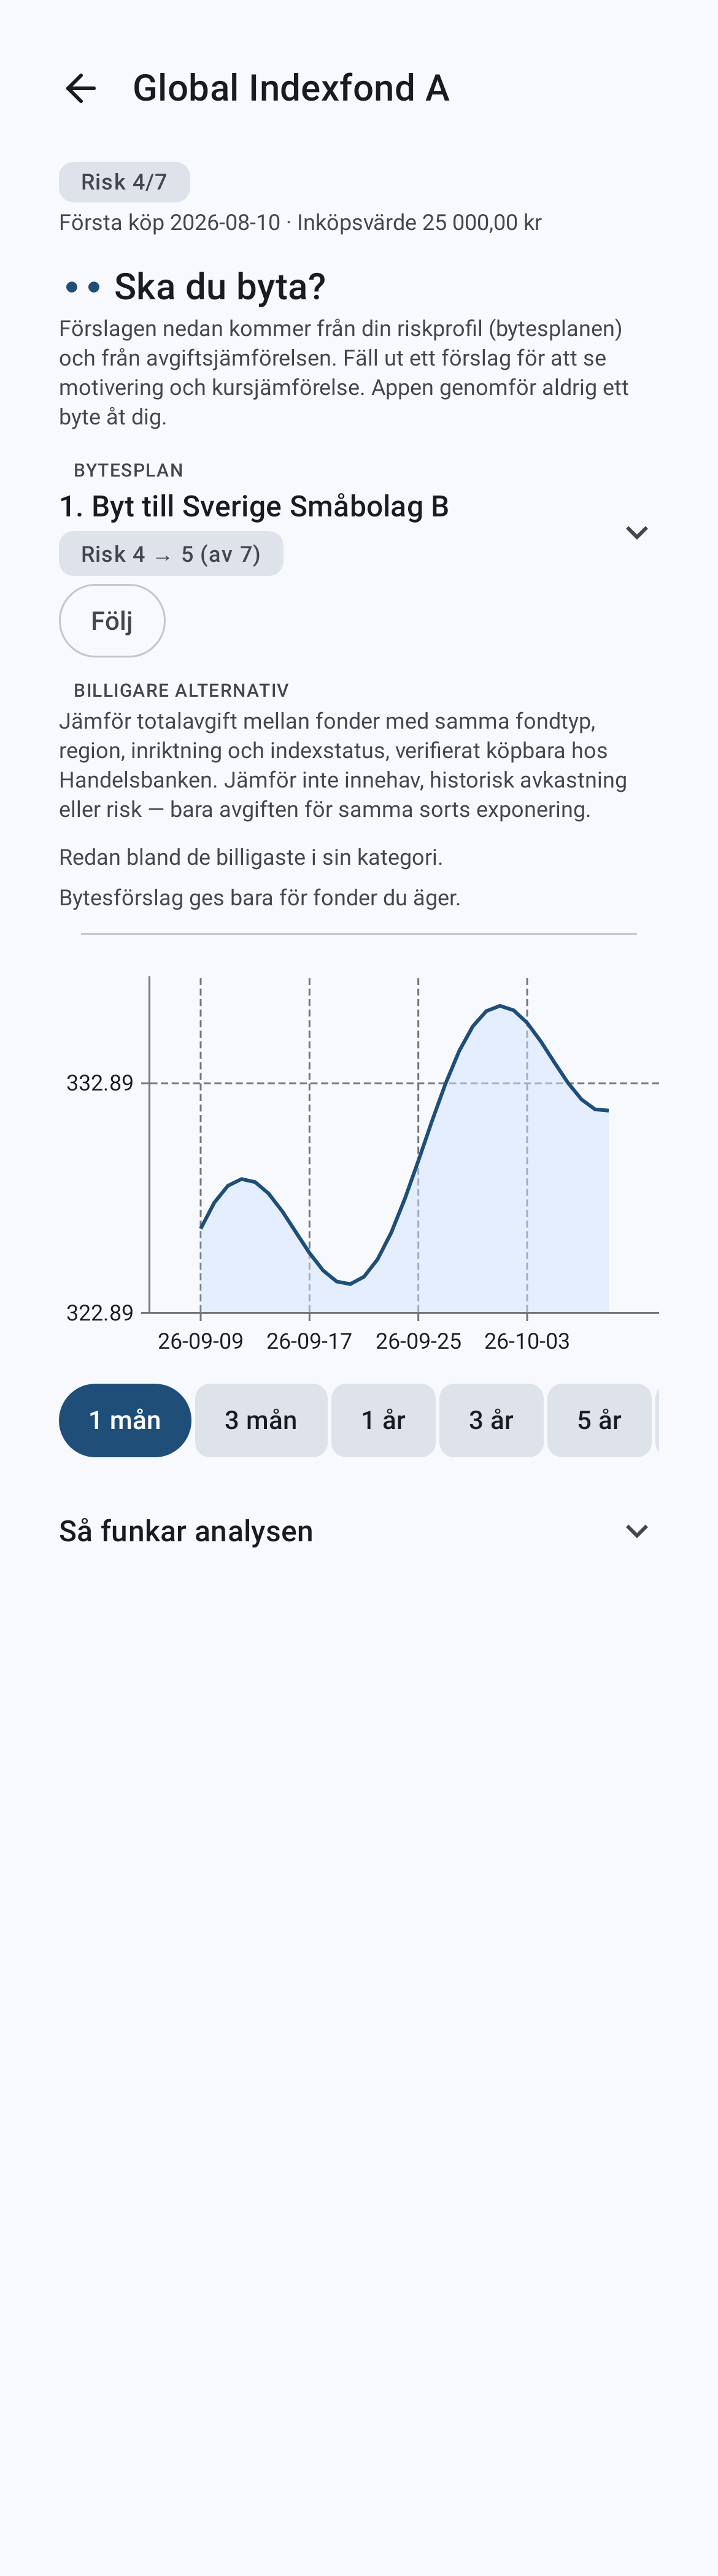 Global Indexfond A
Risk 4/7
Första köp 2026-08-10 · Inköpsvärde 25 000,00 kr
Ska du byta?
Förslagen nedan kommer från din riskprofil (bytesplanen)
och från avgiftsjämförelsen. Fäll ut ett förslag för att se
motivering och kursjämförelse. Appen genomför aldrig ett
byte åt dig.
BYTESPLAN
1. Byt till Sverige Småbolag B
Risk 4 → 5 (av 7)
Följ
BILLIGARE ALTERNATIV
Jämför totalavgift mellan fonder med samma fondtyp,
region, inriktning och indexstatus, verifierat köpbara hos
Handelsbanken. Jämför inte innehav, historisk avkastning
eller risk — bara avgiften för samma sorts exponering.
Redan bland de billigaste i sin kategori.
Bytesförslag ges bara för fonder du äger.
332.89
322.89
26-09-09 26-09-17 26-09-25 26-10-03
1 mån 3 mån 1 år 3 år 5 år
Så funkar analysen